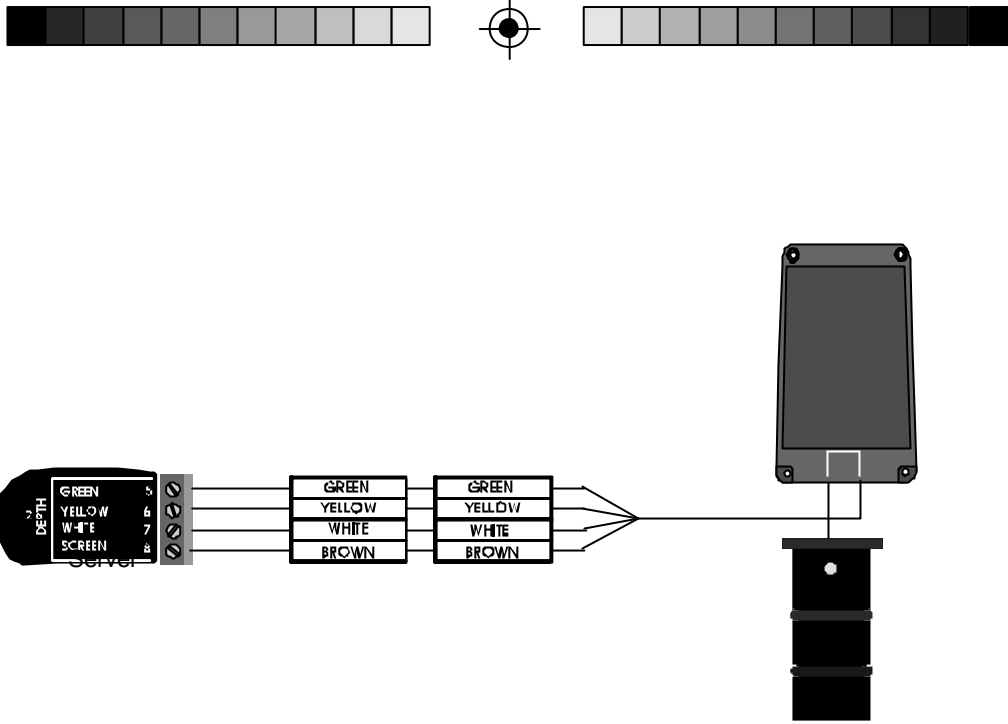 DEPTH
GREEN 5
YELLOW 6
WHITE 7
SCREEN 8
Server
GREEN GREEN
YELLOW YELLOW
WHITE WHITE
BROWN BROWN